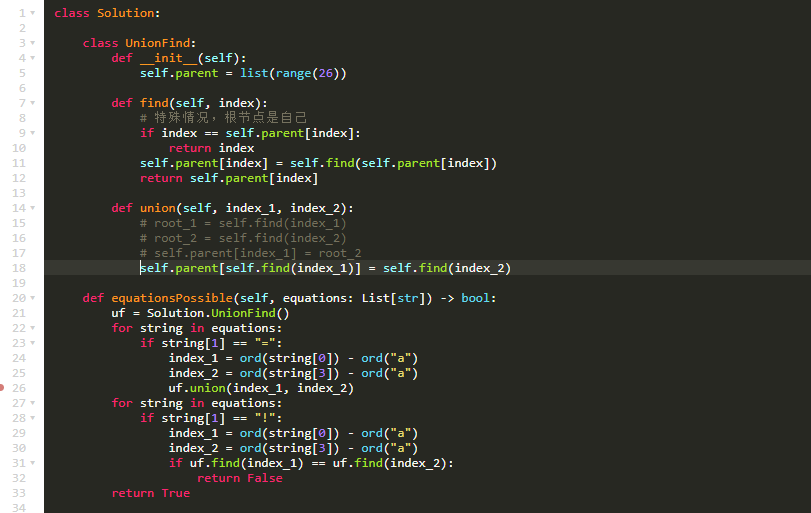 1 class Solution:
2
3 class UnionFind:
4 def __init__(self):
5 self.parent = list(range(26))
6
7 def find(self, index):
8 # 特殊情况，根节点是自己
9 if index == self.parent[index]:
10 return index
11 self.parent[index] = self.find(self.parent[index])
12 return self.parent[index]
13
14 def union(self, index_1, index_2):
15 # root_1 = self.find(index_1)
16 # root_2 = self.find(index_2)
17 # self.parent[index_1] = root_2
18 self.parent[self.find(index_1)] = self.find(index_2)
19
20 def equationsPossible(self, equations: List[str]) -> bool:
21 uf = Solution.UnionFind()
22 for string in equations:
23 if string[1] == "=":
24 index_1 = ord(string[0]) - ord("a")
25 index_2 = ord(string[3]) - ord("a")
26 uf.union(index_1, index_2)
27 for string in equations:
28 if string[1] == "!":
29 index_1 = ord(string[0]) - ord("a")
30 index_2 = ord(string[3]) - ord("a")
31 if uf.find(index_1) == uf.find(index_2):
32 return False
33 return True
34